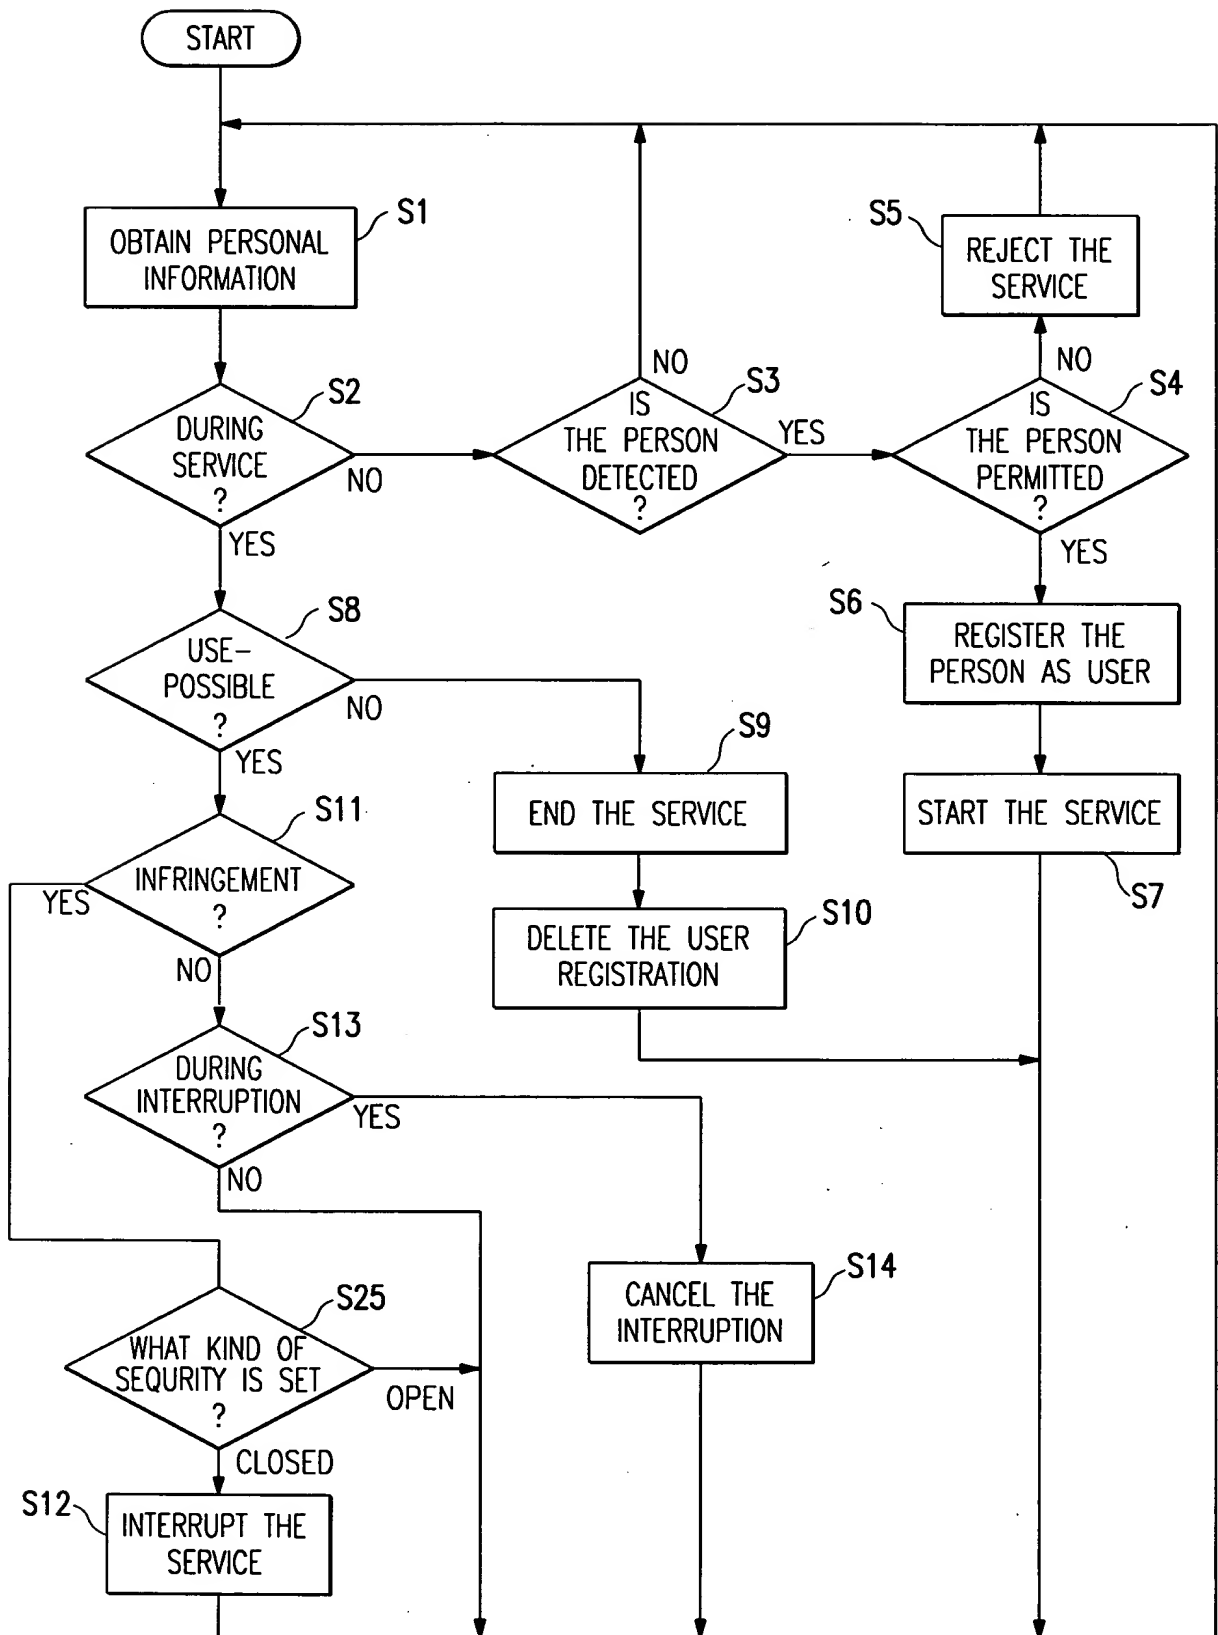 START
S1
OBTAIN PERSONAL
INFORMATION
S5
REJECT THE
SERVICE
S2
DURING
SERVICE
?
NO
YES
NO
S3
IS
THE PERSON
DETECTED
?
YES
NO
S4
IS
THE PERSON
PERMITTED
?
YES
S6
REGISTER THE
PERSON AS USER
S8
USE-
POSSIBLE
?
NO
YES
S9
END THE SERVICE
START THE SERVICE
S7
S11
INFRINGEMENT
?
YES
NO
S10
DELETE THE USER
REGISTRATION
S13
DURING
INTERRUPTION
?
YES
NO
S14
CANCEL THE
INTERRUPTION
S25
WHAT KIND OF
SEQURITY IS SET
?
OPEN
CLOSED
S12
INTERRUPT THE
SERVICE